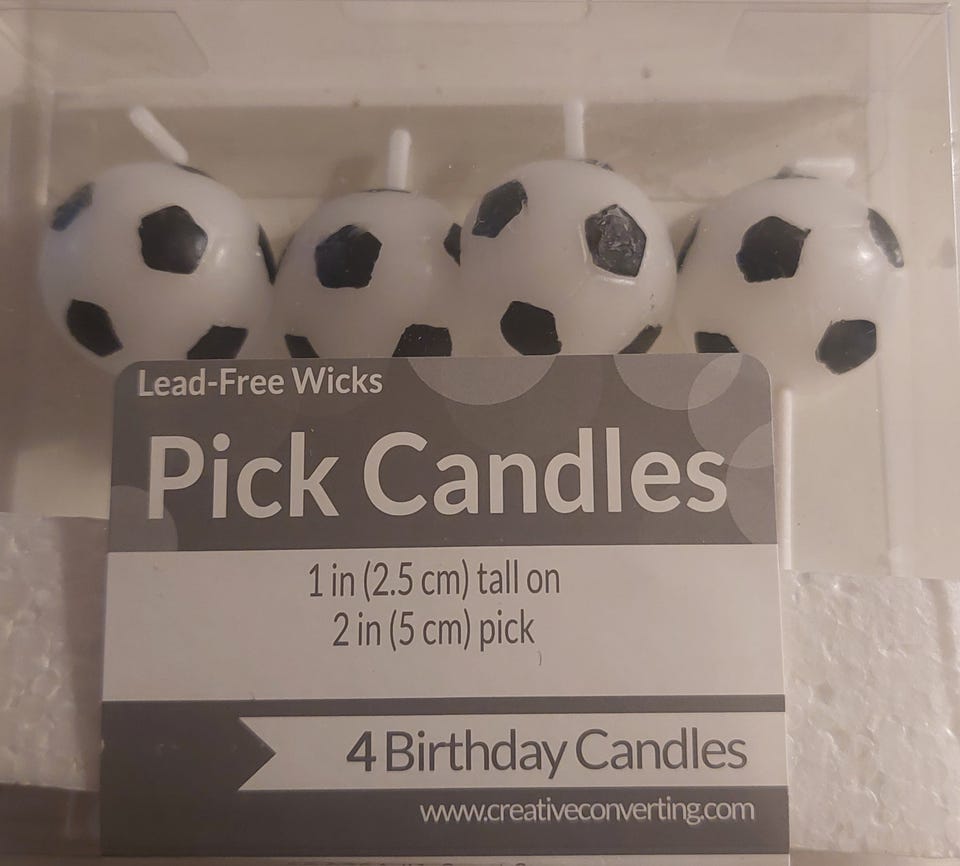 Lead-Free Wicks
Pick Candles
1 in (2.5 cm) tall on
2 in (5 cm) pick
4 Birthday Candles
www.creativeconverting.com